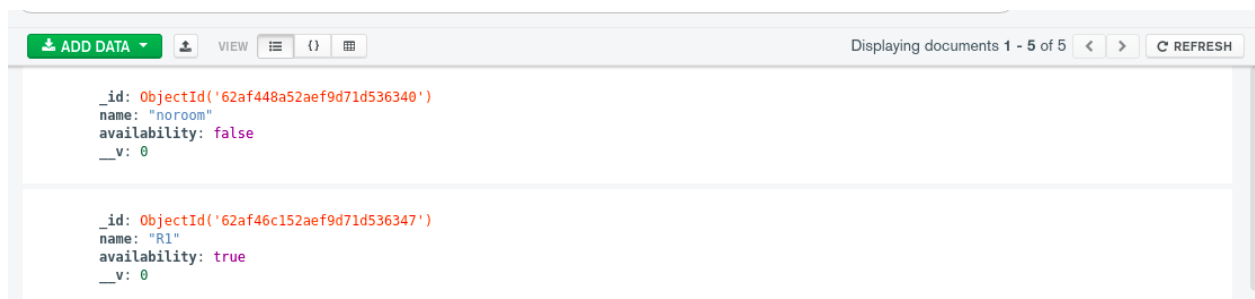 ADD DATA VIEW {} Displaying documents 1 - 5 of 5 < > REFRESH
_id: ObjectId('62af448a52aef9d71d536340')
name: "noroom"
availability: false
__v: 0
_id: ObjectId('62af46c152aef9d71d536347')
name: "R1"
availability: true
__v: 0